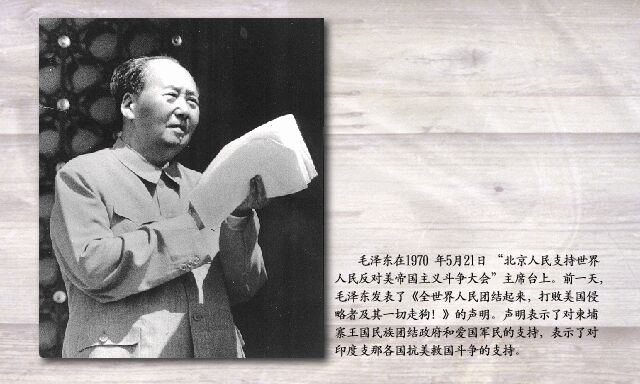 毛泽东在1970 年5月21日 “北京人民支持世界
人民反对美帝国主义斗争大会”主席台上。前一天，
毛泽东发表了《全世界人民团结起来，打败美国侵
略者及其一切走狗！》的声明。声明表示了对柬埔
寨王国民族团结政府和爱国军民的支持，表示了对
印度支那各国抗美救国斗争的支持。